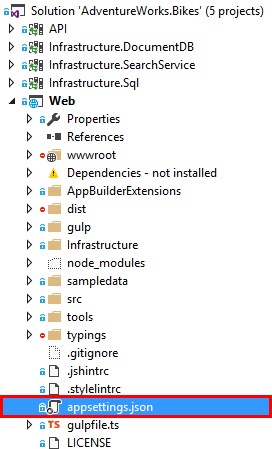 Solution 'AdventureWorks.Bikes' (5 projects)
API
Infrastructure.DocumentDB
Infrastructure.SearchService
Infrastructure.Sql
Web
Properties
References
wwwroot
Dependencies - not installed
AppBuilderExtensions
dist
gulp
Infrastructure
node_modules
sampledata
src
tools
typings
.gitignore
.jshintrc
.stylelintrc
appsettings.json
TS gulpfile.ts
LICENSE